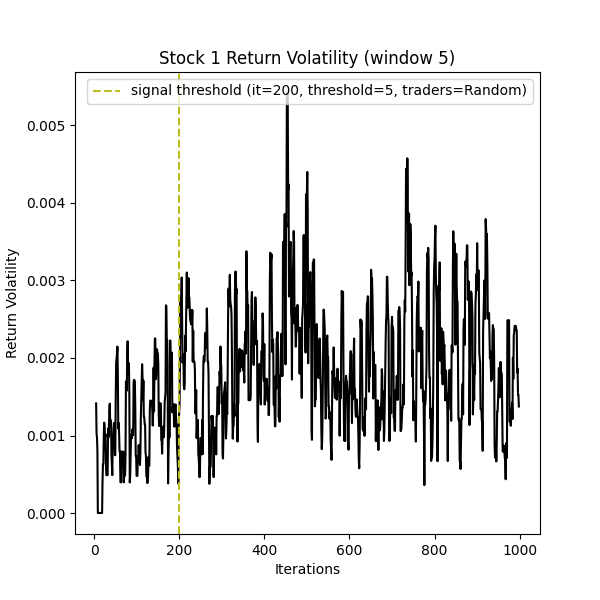 Stock 1 Return Volatility (window 5)
signal threshold (it=200, threshold=5, traders=Random)
0.005
0.004
0.003
0.002
0.001
0.000
Return Volatility
0 200 400 600 800 1000
Iterations